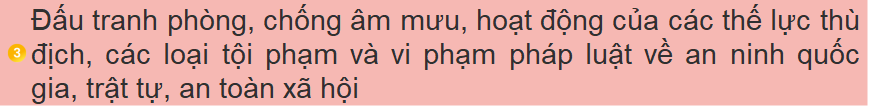 Đấu tranh phòng, chống âm mưu, hoạt động của các thế lực thù
3 địch, các loại tội phạm và vi phạm pháp luật về an ninh quốc
gia, trật tự, an toàn xã hội